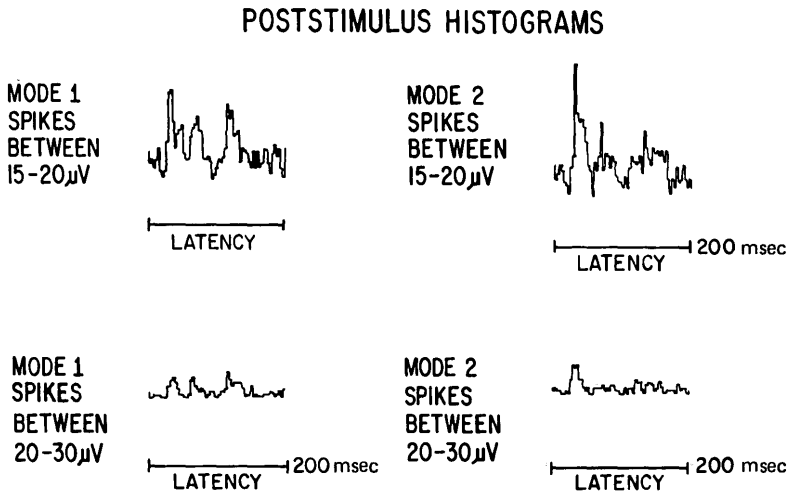 POSTSTIMULUS HISTOGRAMS
MODE 1
SPIKES
BETWEEN
15-20μV
LATENCY
MODE 2
SPIKES
BETWEEN
15-20μV
200 msec
LATENCY
MODE 1
SPIKES
BETWEEN
20-30μV
200 msec
LATENCY
MODE 2
SPIKES
BETWEEN
20-30μV
200 msec
LATENCY